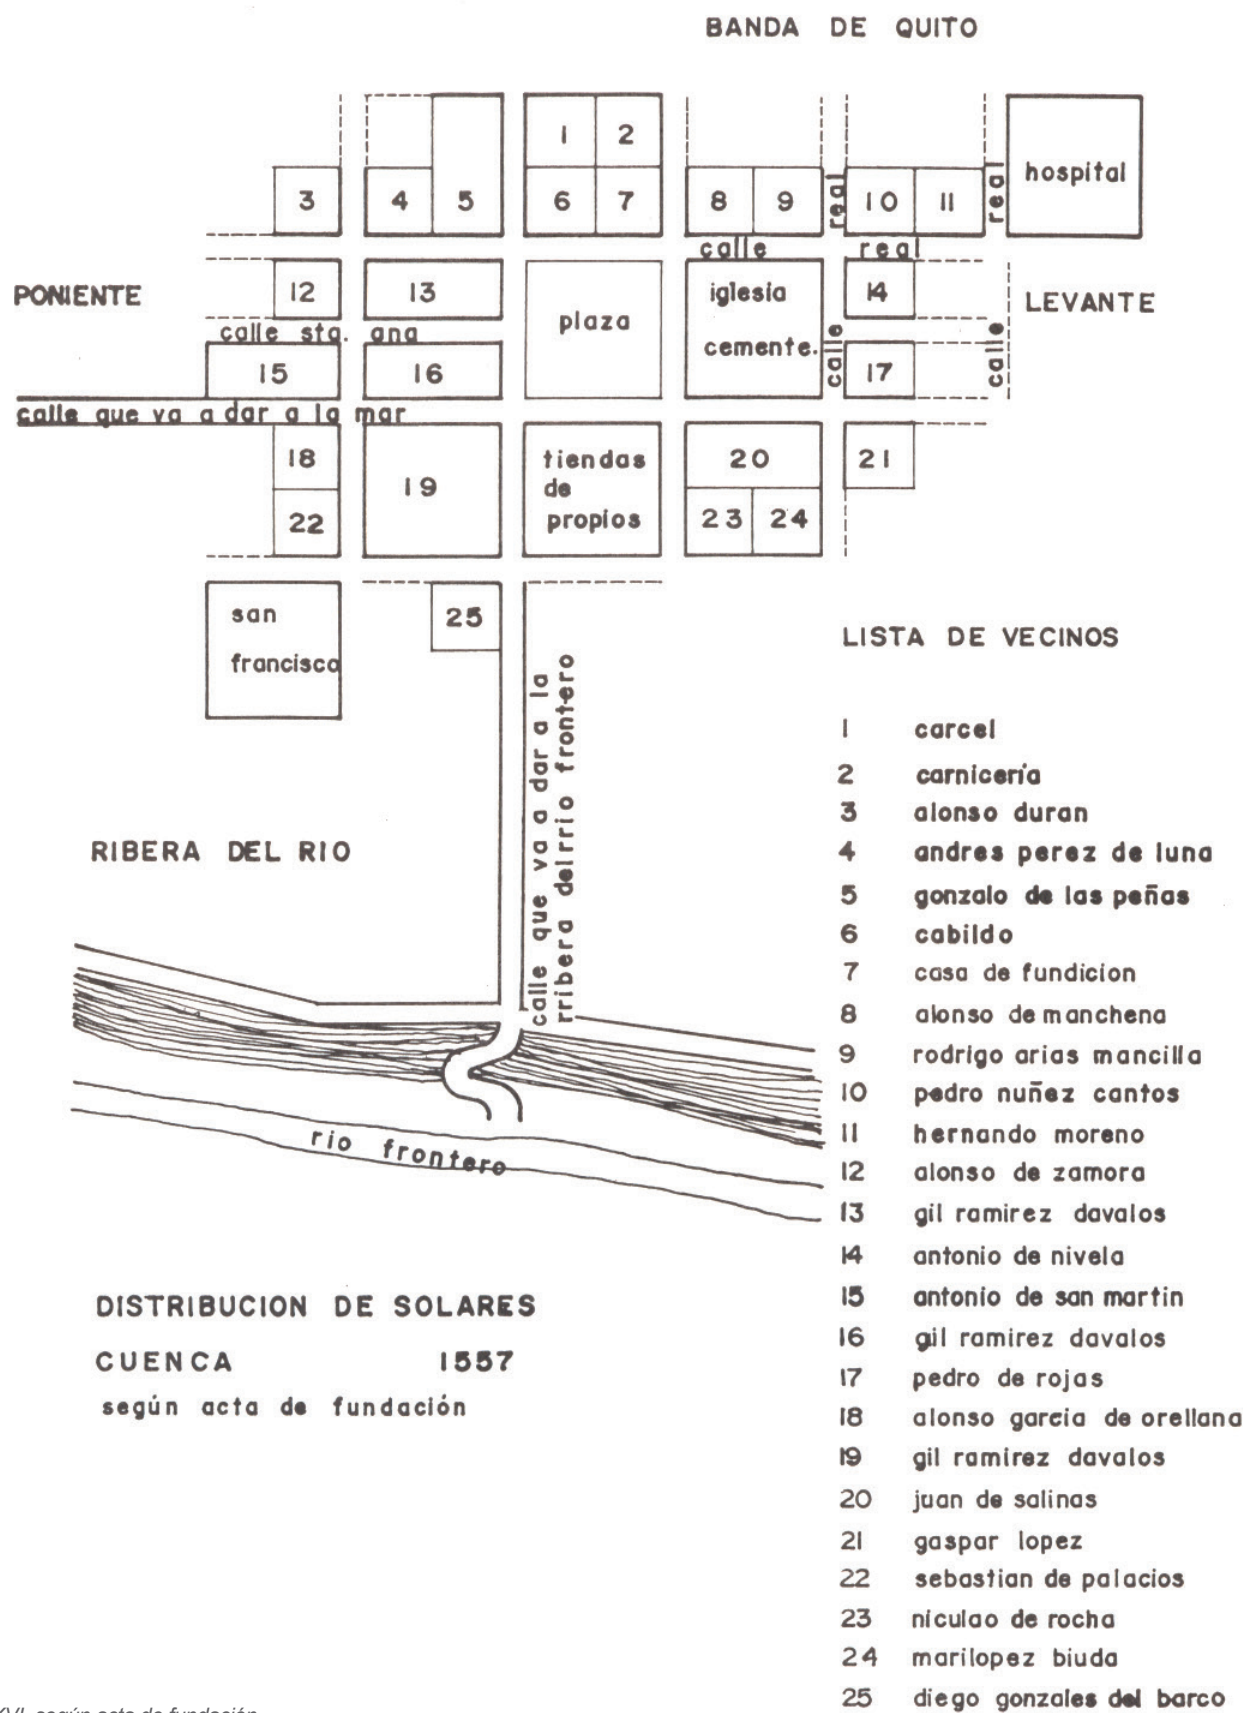 BANDA DE QUITO
1 2
3 4 5 6 7 8 9 real 10 11 real hospital
calle real
PONIENTE
12 13 plaza iglesia cemente. 14
LEVANTE
calle sta. ana
calle
calle
15 16 17
calle que va a dar a la mar
18 19
tiendas de propios
20 21
22 23 24
san francisco
25
calle que va a dar a la
rribera delrrio frontero
RIBERA DEL RIO
rio frontero
DISTRIBUCION DE SOLARES
CUENCA 1557
según acta de fundación
LISTA DE VECINOS
1 carcel
2 carnicería
3 alonso duran
4 andres perez de luna
5 gonzalo de las peñas
6 cabildo
7 casa de fundicion
8 alonso de manchena
9 rodrigo arias mancilla
10 pedro nuñez cantos
11 hernando moreno
12 alonso de zamora
13 gil ramirez davalos
14 antonio de nivela
15 antonio de san martin
16 gil ramirez davalos
17 pedro de rojas
18 alonso garcia de orellana
19 gil ramirez davalos
20 juan de salinas
21 gaspar lopez
22 sebastian de palacios
23 niculao de rocha
24 marilopez biuda
25 diego gonzales del barco